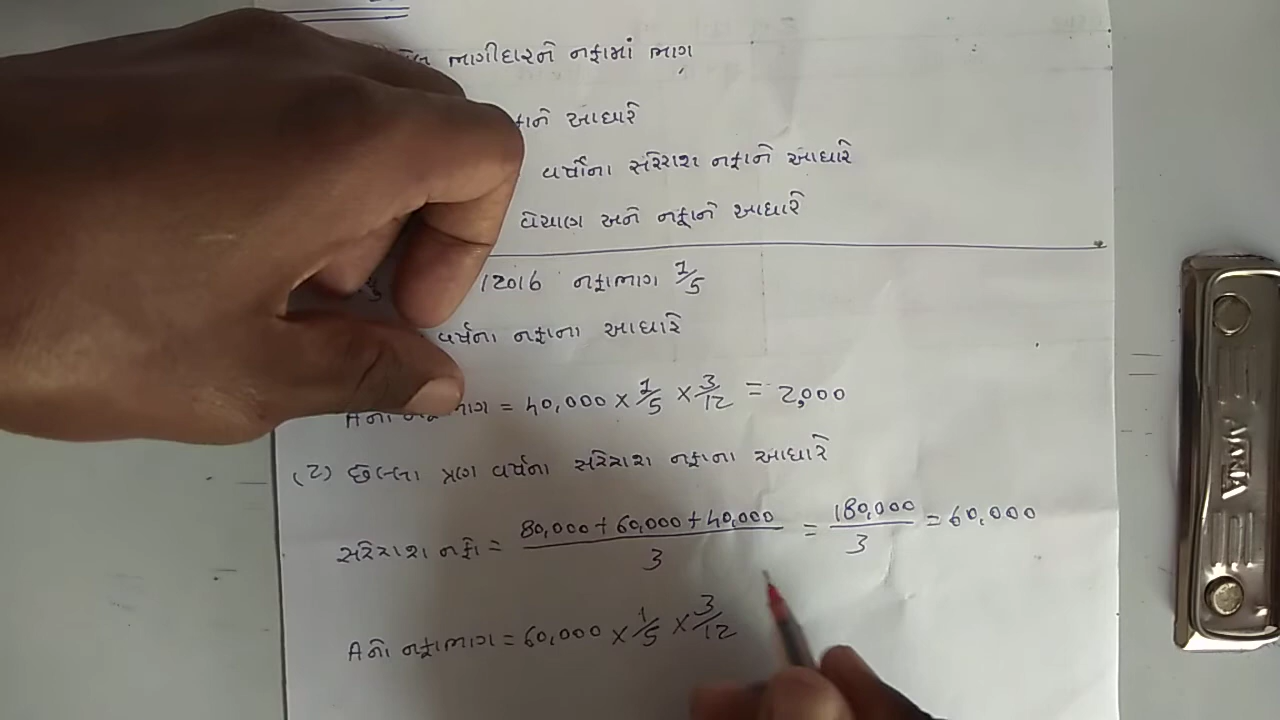 ભાગીદારને નફામાં ભાગ
આધારે
વર્ષોના સરેરાશ નફાને આધારે
વેચાણ અને નફાને આધારે
2016 નફાભાગ 1/5
વર્ષના નફાના આધારે
Aનો = 40,000 × 1/5 × 3/12 = 2,000
(2) છેલ્લા ત્રણ વર્ષના સરેરાશ નફાના આધારે
સરેરાશ નફો = 80,000 + 60,000 + 40,000 / 3 = 180,000 / 3 = 60,000
Aનો નફાભાગ = 60,000 × 1/5 × 3/12